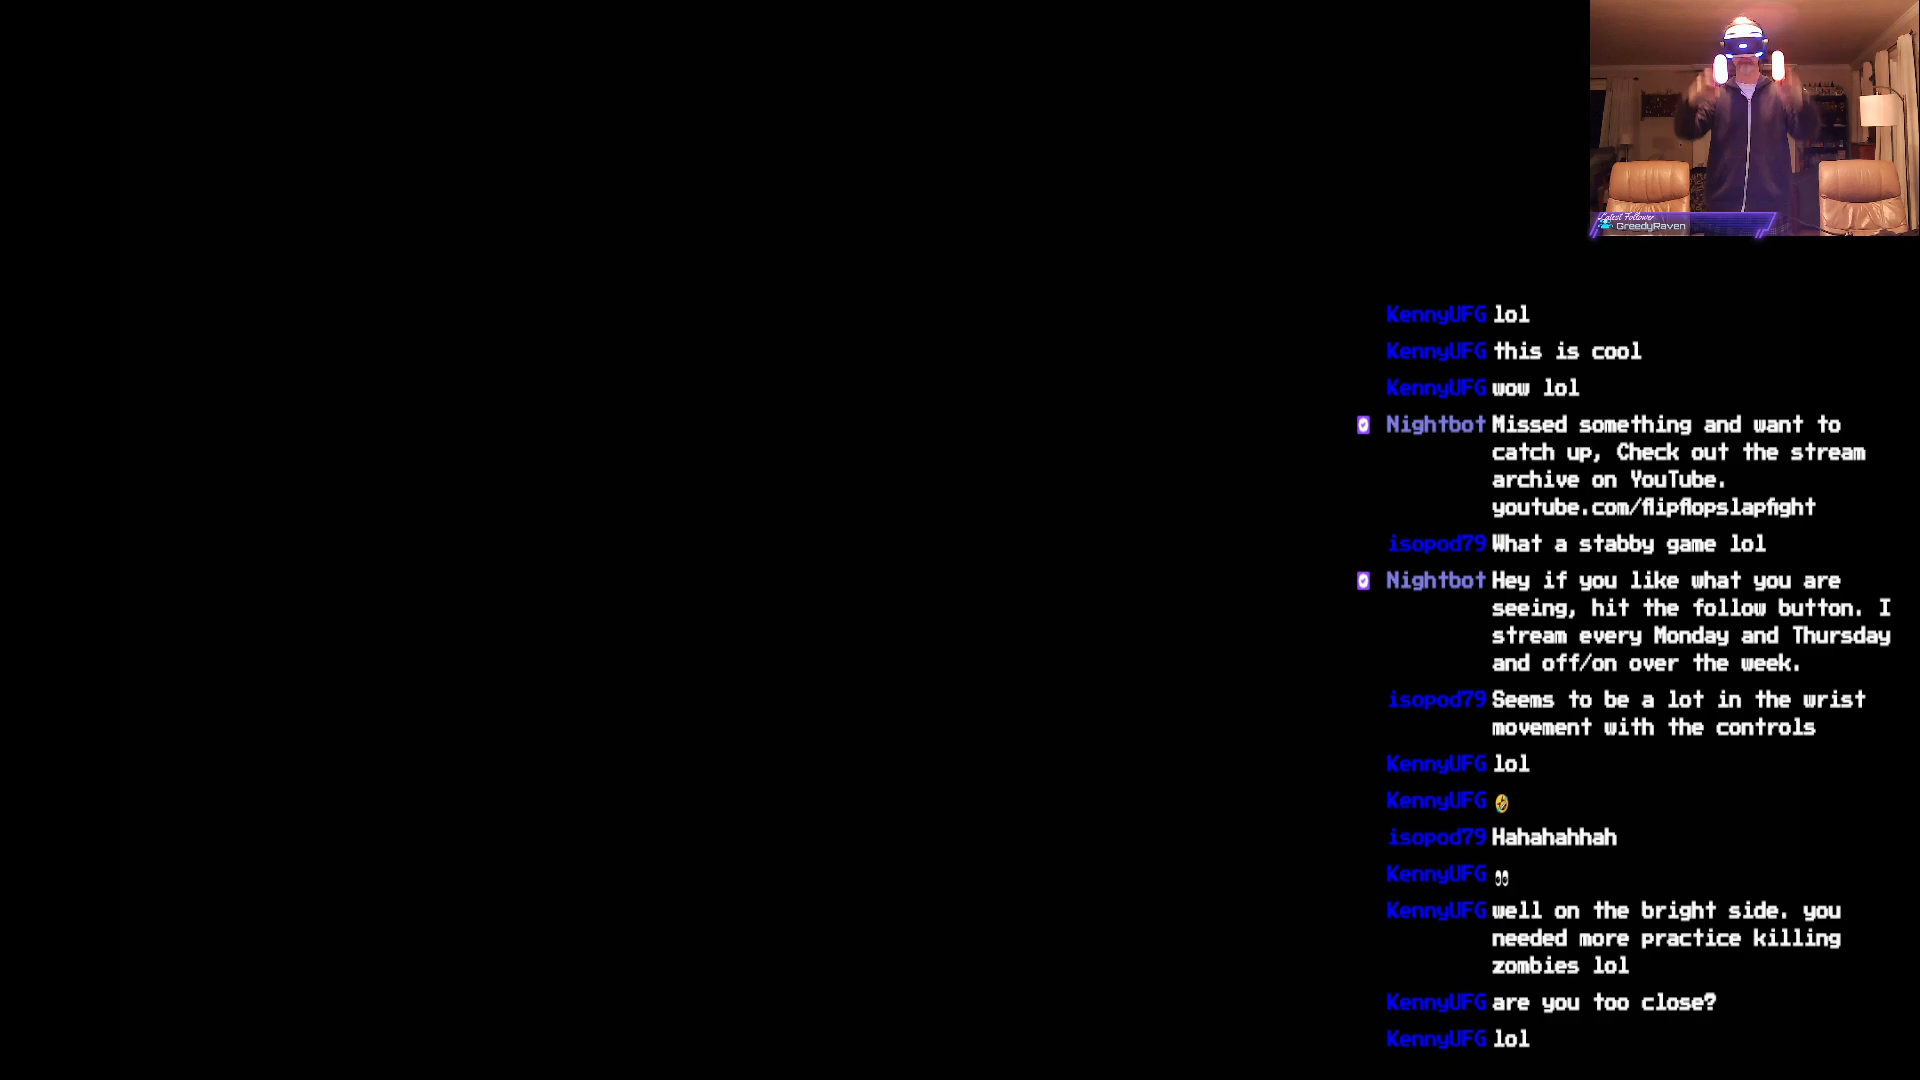 Latest Follower
GreedyRaven
KennyUFG lol
KennyUFG this is cool
KennyUFG wow lol
Nightbot Missed something and want to
catch up, Check out the stream
archive on YouTube.
youtube.com/flipflopslapfight
isopod79 What a stabby game lol
Nightbot Hey if you like what you are
seeing, hit the follow button. I
stream every Monday and Thursday
and off/on over the week.
isopod79 Seems to be a lot in the wrist
movement with the controls
KennyUFG lol
KennyUFG 🤣
isopod79 Hahahahhah
KennyUFG 👀
KennyUFG well on the bright side. you
needed more practice killing
zombies lol
KennyUFG are you too close?
KennyUFG lol